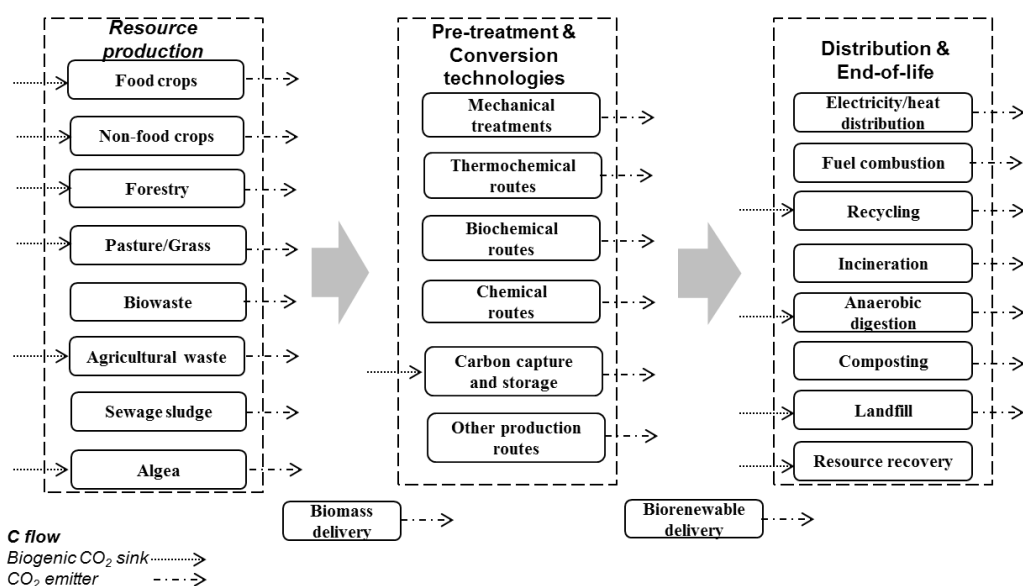 Resource
production
Food crops
Non-food crops
Forestry
Pasture/Grass
Biowaste
Agricultural waste
Sewage sludge
Algea
Pre-treatment &
Conversion
technologies
Mechanical
treatments
Thermochemical
routes
Biochemical
routes
Chemical
routes
Carbon capture
and storage
Other production
routes
Distribution &
End-of-life
Electricity/heat
distribution
Fuel combustion
Recycling
Incineration
Anaerobic
digestion
Composting
Landfill
Resource recovery
Biomass
delivery
Biorenewable
delivery
C flow
Biogenic CO₂ sink
CO₂ emitter